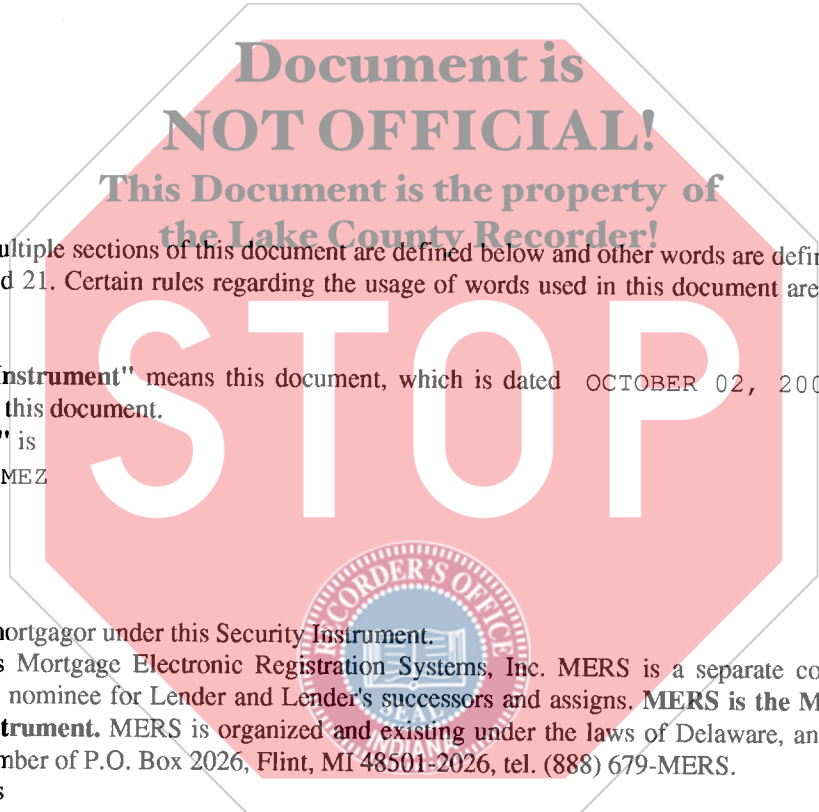 Document is
NOT OFFICIAL!
This Document is the property of
the Lake County Recorder!
ultiple sections of this document are defined below and other words are defin
d 21. Certain rules regarding the usage of words used in this document are
STOP
nstrument" means this document, which is dated OCTOBER 02, 200
this document.
" is
MEZ
RECORDER'S OFFICE
SEAL
INDIANA
nortgagor under this Security Instrument.
s Mortgage Electronic Registration Systems, Inc. MERS is a separate co
nominee for Lender and Lender's successors and assigns. MERS is the M
trument. MERS is organized and existing under the laws of Delaware, an
mber of P.O. Box 2026, Flint, MI 48501-2026, tel. (888) 679-MERS.
s